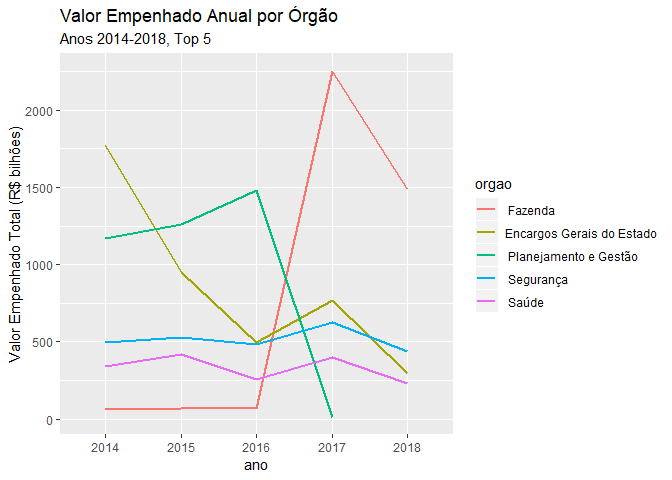 Valor Empenhado Anual por Órgão
Anos 2014-2018, Top 5
Valor Empenhado Total (R$ bilhões)
2000
1500
1000
500
0
2014 2015 2016 2017 2018
ano
orgao
Fazenda
Encargos Gerais do Estado
Planejamento e Gestão
Segurança
Saúde